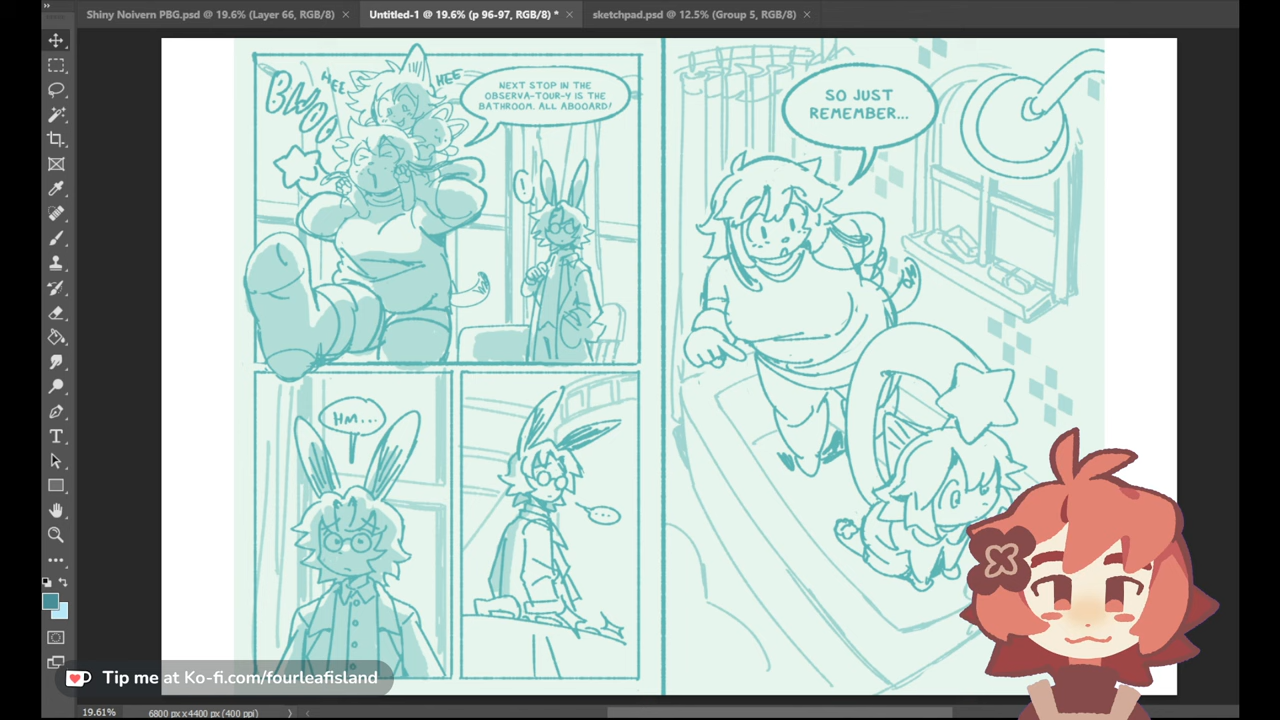 Shiny Noivern PBG.psd @ 19.6% (Layer 66, RGB/8) ×
Untitled-1 @ 19.6% (p 96-97, RGB/8) * ×
sketchpad.psd @ 12.5% (Group 5, RGB/8) ×
HEE
HEE
NEXT STOP IN THE
OBSERVA-TOUR-Y IS THE
BATHROOM. ALL ABOOARD!
!
SO JUST
REMEMBER...
HM...
...
Tip me at Ko-fi.com/fourleafisland
19.61%
6800 px x 4400 px (400 ppi)